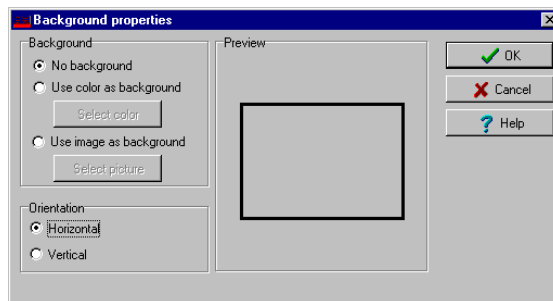 Background properties
Background
No background
Use color as background
Select color
Use image as background
Select picture
Orientation
Horizontal
Vertical
Preview
OK
Cancel
Help